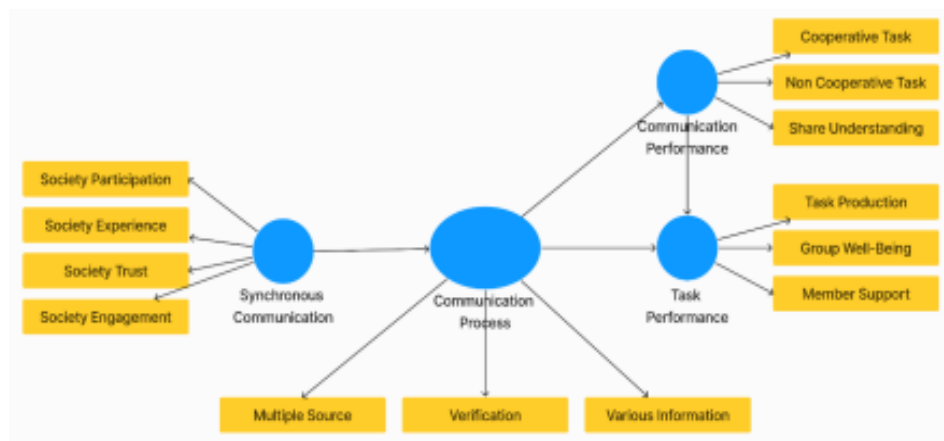 Cooperative Task
Non Cooperative Task
Share Understanding
Communication
Performance
Society Participation
Society Experience
Society Trust
Society Engagement
Synchronous
Communication
Communication
Process
Task Production
Group Well-Being
Member Support
Task
Performance
Multiple Source
Verification
Various Information